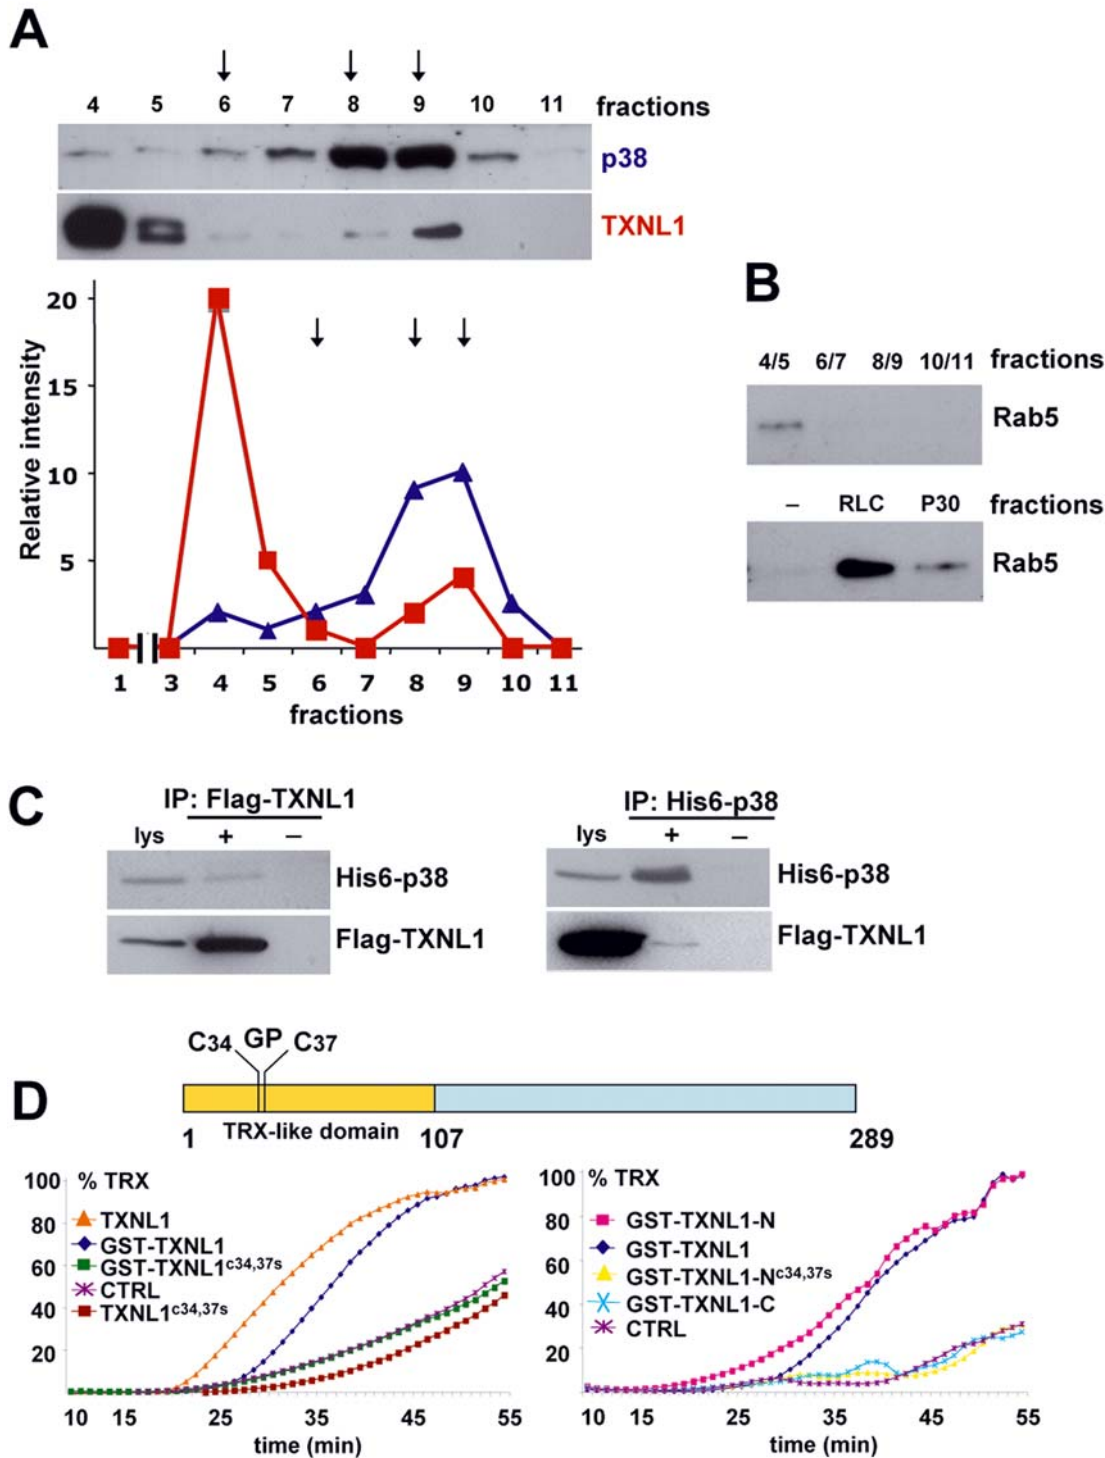 A
4 5 6 7 8 9 10 11 fractions
p38
TXNL1
20
15
10
5
Relative intensity
1 3 4 5 6 7 8 9 10 11
fractions
B
4/5 6/7 8/9 10/11 fractions
Rab5
– RLC P30 fractions
Rab5
C
IP: Flag-TXNL1
lys + –
His6-p38
Flag-TXNL1
IP: His6-p38
lys + –
His6-p38
Flag-TXNL1
D
C34 GP C37
1 TRX-like domain 107 289
100 % TRX
80
60
40
20
TXNL1
GST-TXNL1
GST-TXNL1c34,37s
CTRL
TXNL1c34,37s
10 15 25 35 45 55
time (min)
100 % TRX
80
60
40
20
GST-TXNL1-N
GST-TXNL1
GST-TXNL1-Nc34,37s
GST-TXNL1-C
CTRL
10 15 25 35 45 55
time (min)